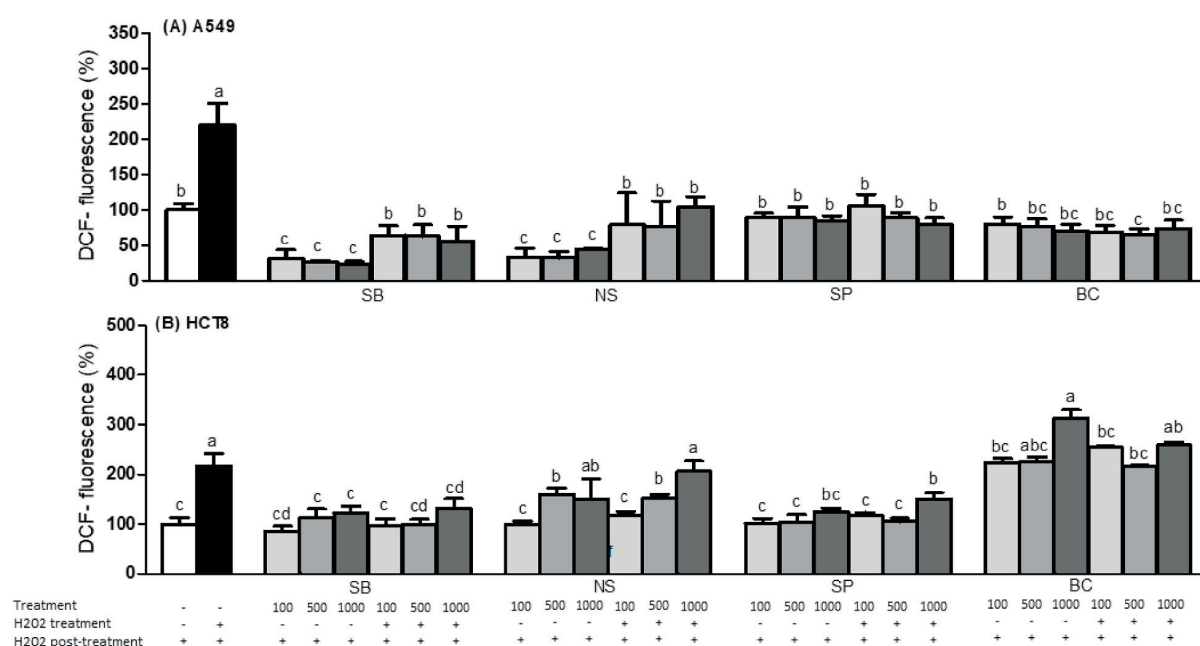 (A) A549
DCF- fluorescence (%)
350
300
250
200
150
100
50
0
b a
c c c b b b
c c c b b b
b b b b b b
b bc bc bc c bc
SB NS SP BC
(B) HCT8
DCF- fluorescence (%)
500
400
300
200
100
0
c a
cd c c c cd cd
c b ab c b a
c c bc c c b
bc abc a bc bc ab
f
SB NS SP BC
Treatment - - 100 500 1000 100 500 1000 100 500 1000 100 500 1000 100 500 1000 100 500 1000 100 500 1000 100 500 1000
H202 treatment - + - - - + + + - - - + + + - - - + + + - - - + + +
H202 post-treatment + + + + + + + + + + + + + + + + + + + + + + + + + +